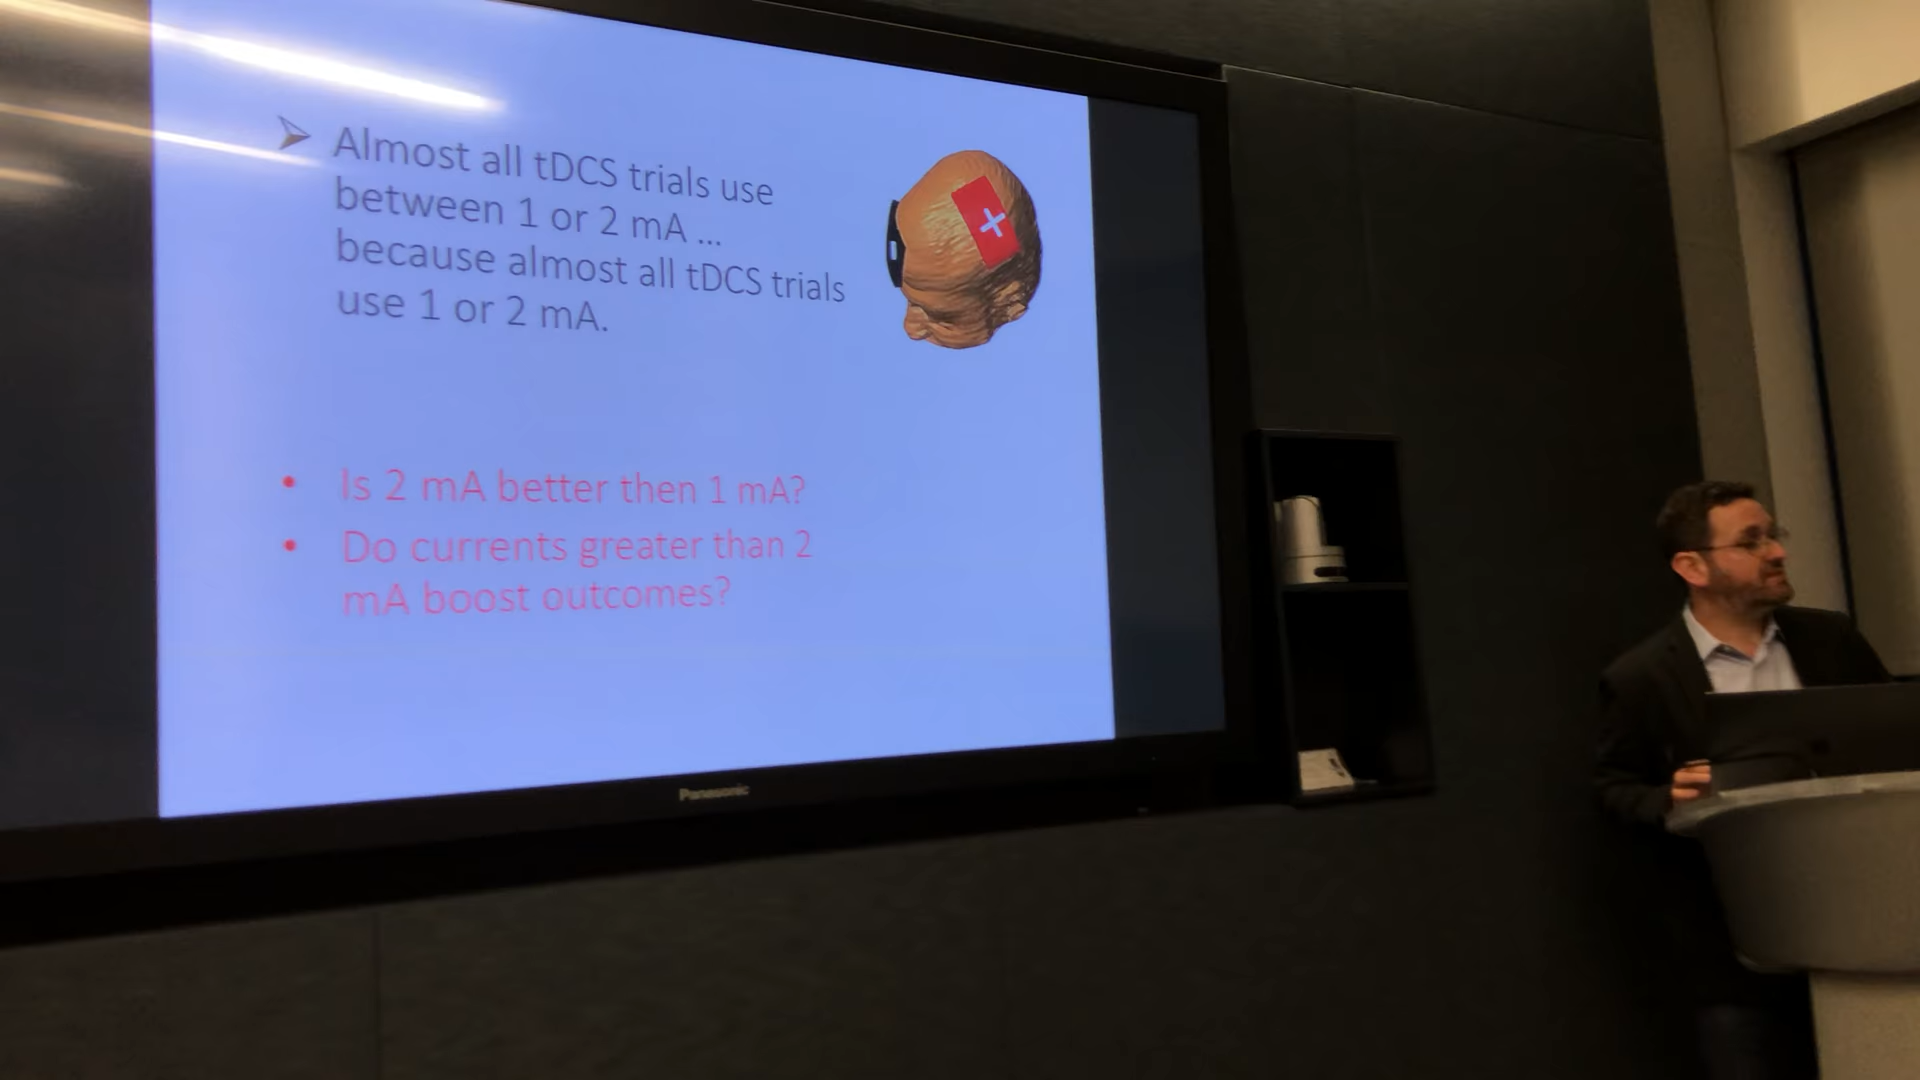 Almost all tDCS trials use
between 1 or 2 mA ...
because almost all tDCS trials
use 1 or 2 mA.
Is 2 mA better then 1 mA?
Do currents greater than 2
mA boost outcomes?
Panasonic